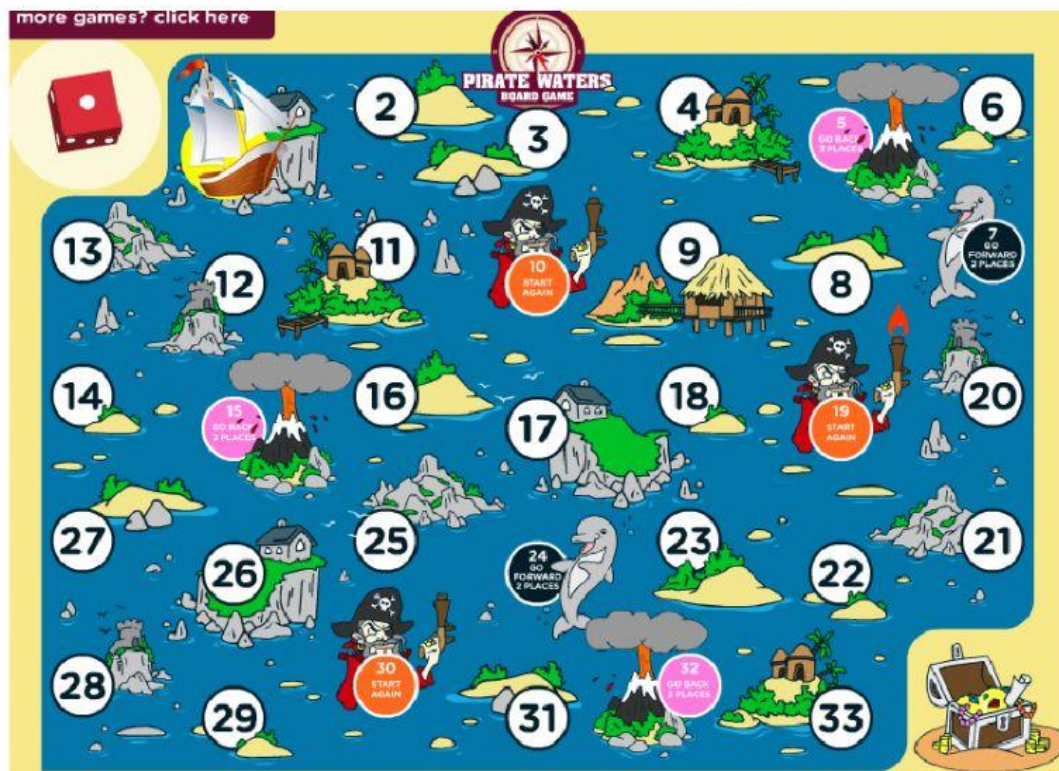 more games? click here
PIRATE WATERS
BOARD GAME
2
3
4
5
GO BACK
2 PLACES
6
7
GO
FORWARD
2 PLACES
8
9
10
START
AGAIN
11
12
13
14
15
GO BACK
2 PLACES
16
17
18
19
START
AGAIN
20
21
22
23
24
GO
FORWARD
2 PLACES
25
26
27
28
29
30
START
AGAIN
31
32
GO BACK
2 PLACES
33